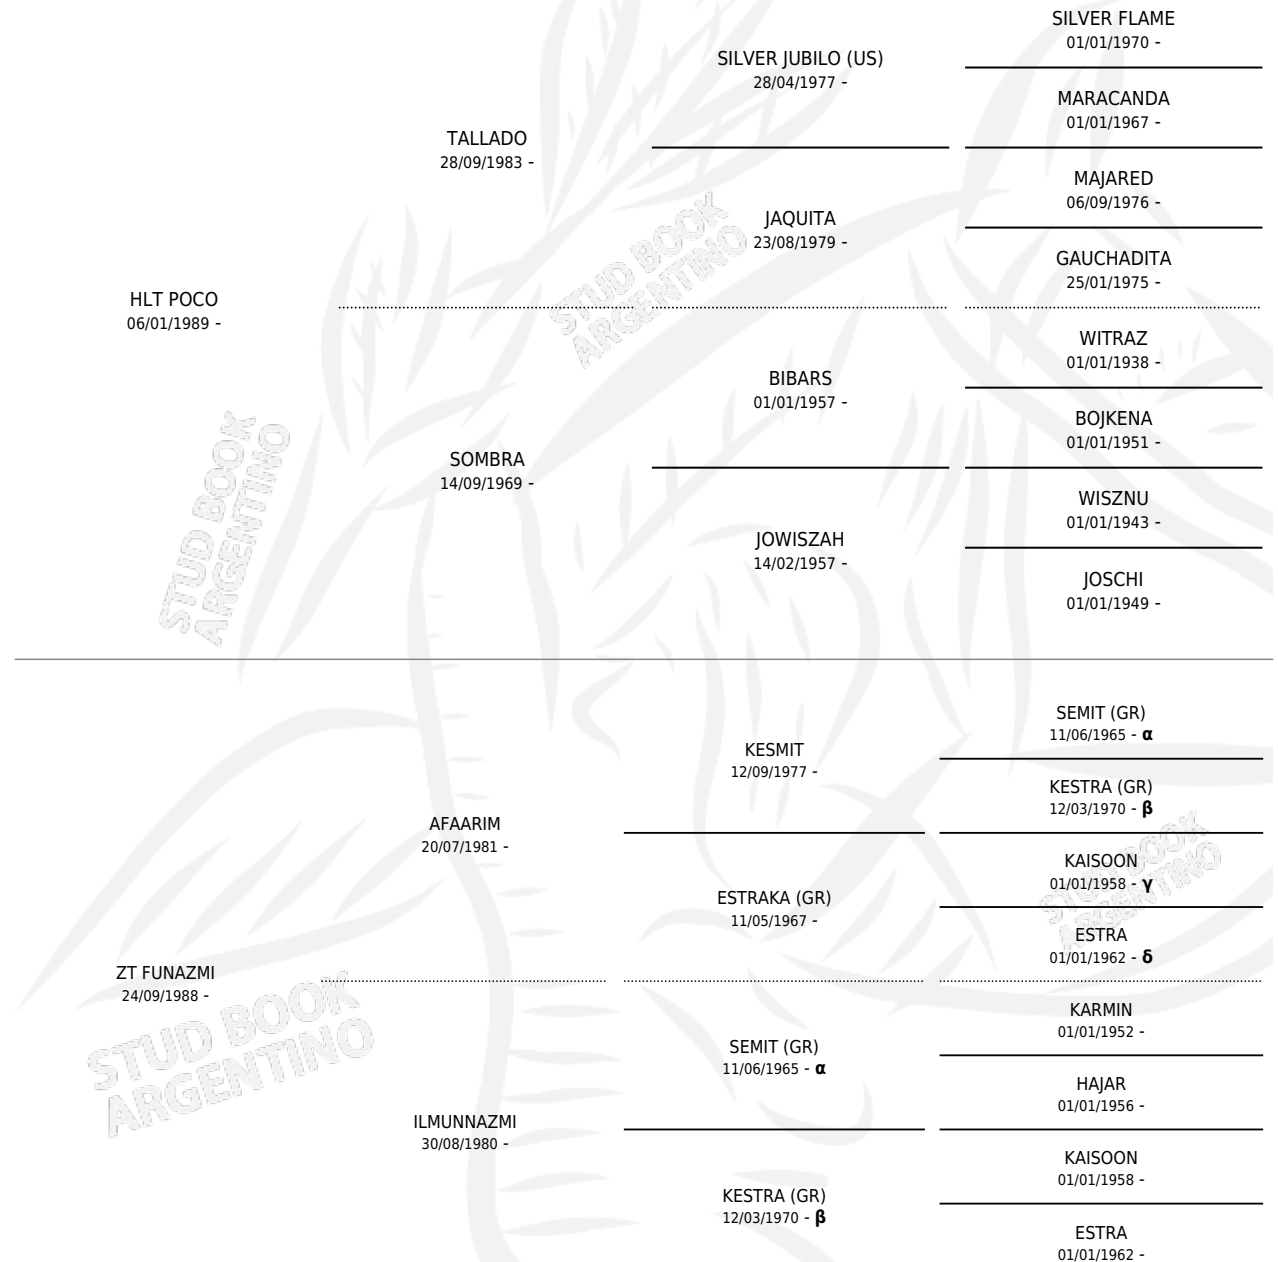 SILVER FLAME
01/01/1970 -
SILVER JUBILO (US)
28/04/1977 -
MARACANDA
01/01/1967 -
TALLADO
28/09/1983 -
MAJARED
06/09/1976 -
JAQUITA
23/08/1979 -
GAUCHADITA
25/01/1975 -
HLT POCO
06/01/1989 -
WITRAZ
01/01/1938 -
BIBARS
01/01/1957 -
BOJKENA
01/01/1951 -
SOMBRA
14/09/1969 -
WISZNU
01/01/1943 -
JOWISZAH
14/02/1957 -
JOSCHI
01/01/1949 -
STUD BOOK
ARGENTINO
STUD BOOK
ARGENTINO
SEMIT (GR)
11/06/1965 - α
KESMIT
12/09/1977 -
KESTRA (GR)
12/03/1970 - β
AFAARIM
20/07/1981 -
KAISOON
01/01/1958 - γ
ESTRAKA (GR)
11/05/1967 -
ESTRA
01/01/1962 - δ
STUD BOOK
ARGENTINO
ZT FUNAZMI
24/09/1988 -
KARMIN
01/01/1952 -
SEMIT (GR)
11/06/1965 - α
HAJAR
01/01/1956 -
ILMUNNAZMI
30/08/1980 -
KAISOON
01/01/1958 -
KESTRA (GR)
12/03/1970 - β
ESTRA
01/01/1962 -
STUD BOOK
ARGENTINO